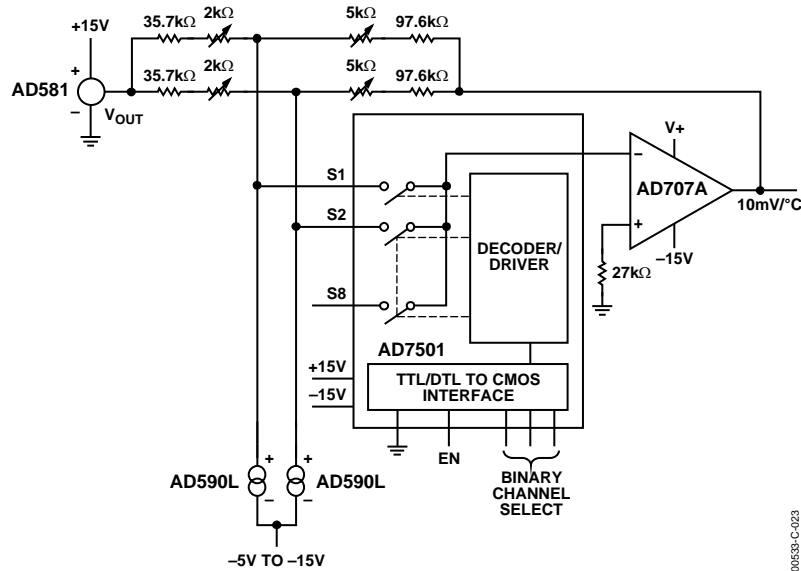 +15V
35.7kΩ
2kΩ
5kΩ
97.6kΩ
AD581
+
–
VOUT
35.7kΩ
2kΩ
5kΩ
97.6kΩ
S1
S2
S8
DECODER/
DRIVER
AD7501
+15V
–15V
TTL/DTL TO CMOS
INTERFACE
EN
BINARY
CHANNEL
SELECT
V+
–
AD707A
+
–15V
10mV/°C
27kΩ
AD590L
+
–
+
–
AD590L
–5V TO –15V
00533-C-023